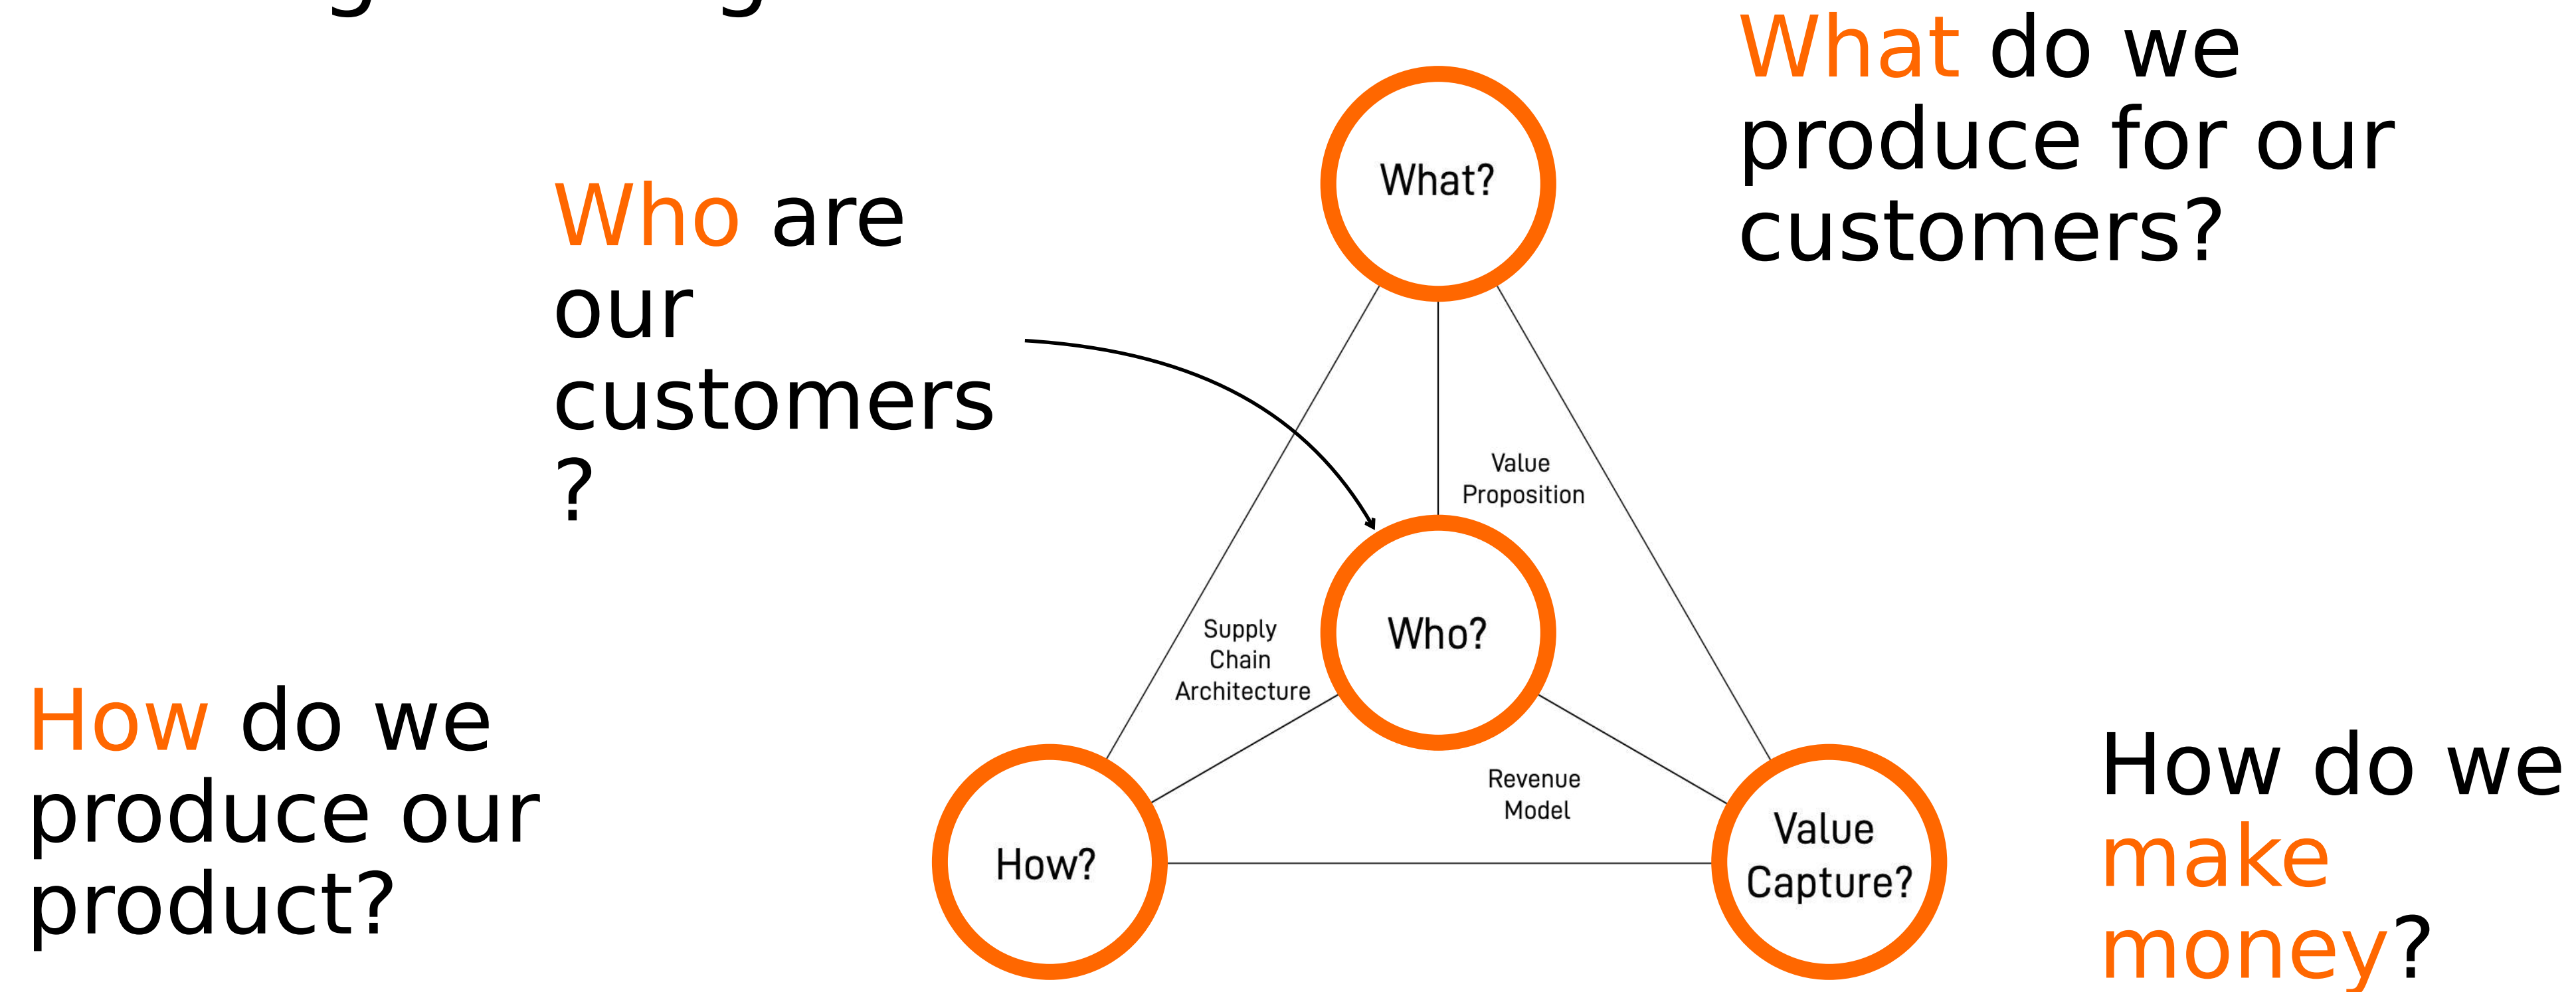 What do we
produce for our
customers?
What?
Who are
our
customers
?
Value
Proposition
Who?
Supply
Chain
Architecture
How do we
produce our
product?
Revenue
Model
How?
Value
Capture?
How do we
make
money?